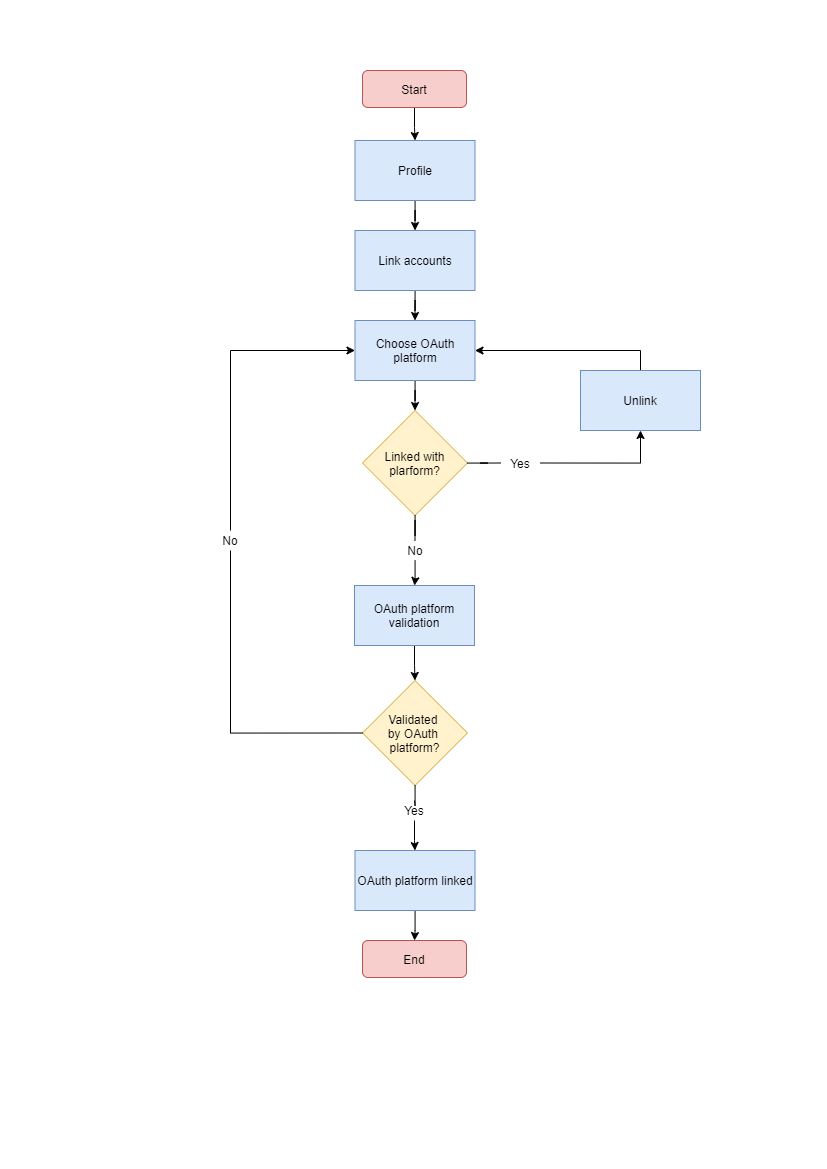 Start
Profile
Link accounts
Choose OAuth
platform
Unlink
Linked with
plarform?
Yes
No
No
OAuth platform
validation
Validated
by OAuth
platform?
Yes
OAuth platform linked
End